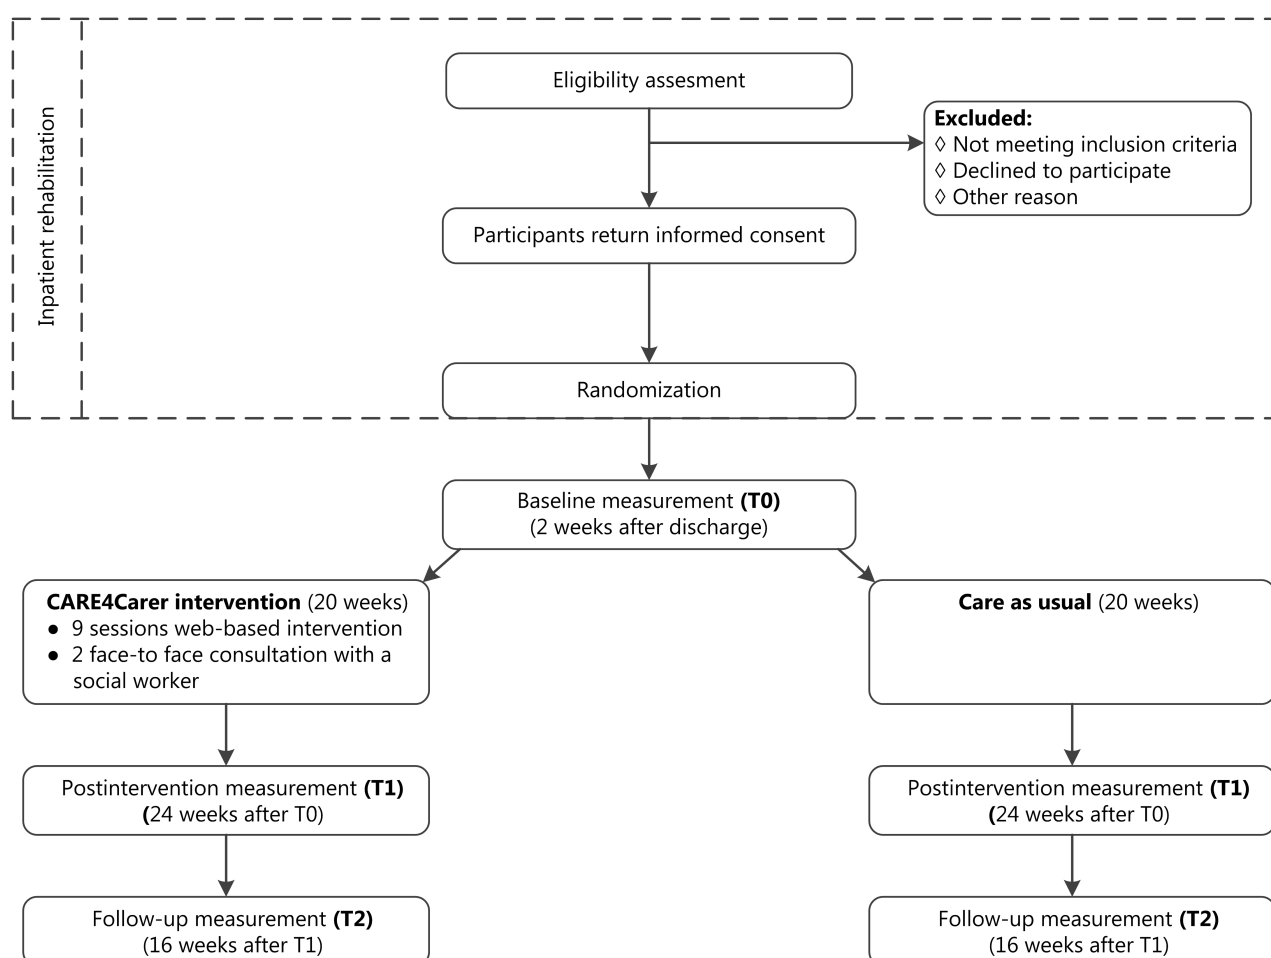 Eligibility assesment
Excluded:
◊ Not meeting inclusion criteria
◊ Declined to participate
◊ Other reason
Inpatient rehabilitation
Participants return informed consent
Randomization
Baseline measurement (T0)
(2 weeks after discharge)
CARE4Carer intervention (20 weeks)
● 9 sessions web-based intervention
● 2 face-to face consultation with a
social worker
Care as usual (20 weeks)
Postintervention measurement (T1)
(24 weeks after T0)
Postintervention measurement (T1)
(24 weeks after T0)
Follow-up measurement (T2)
(16 weeks after T1)
Follow-up measurement (T2)
(16 weeks after T1)